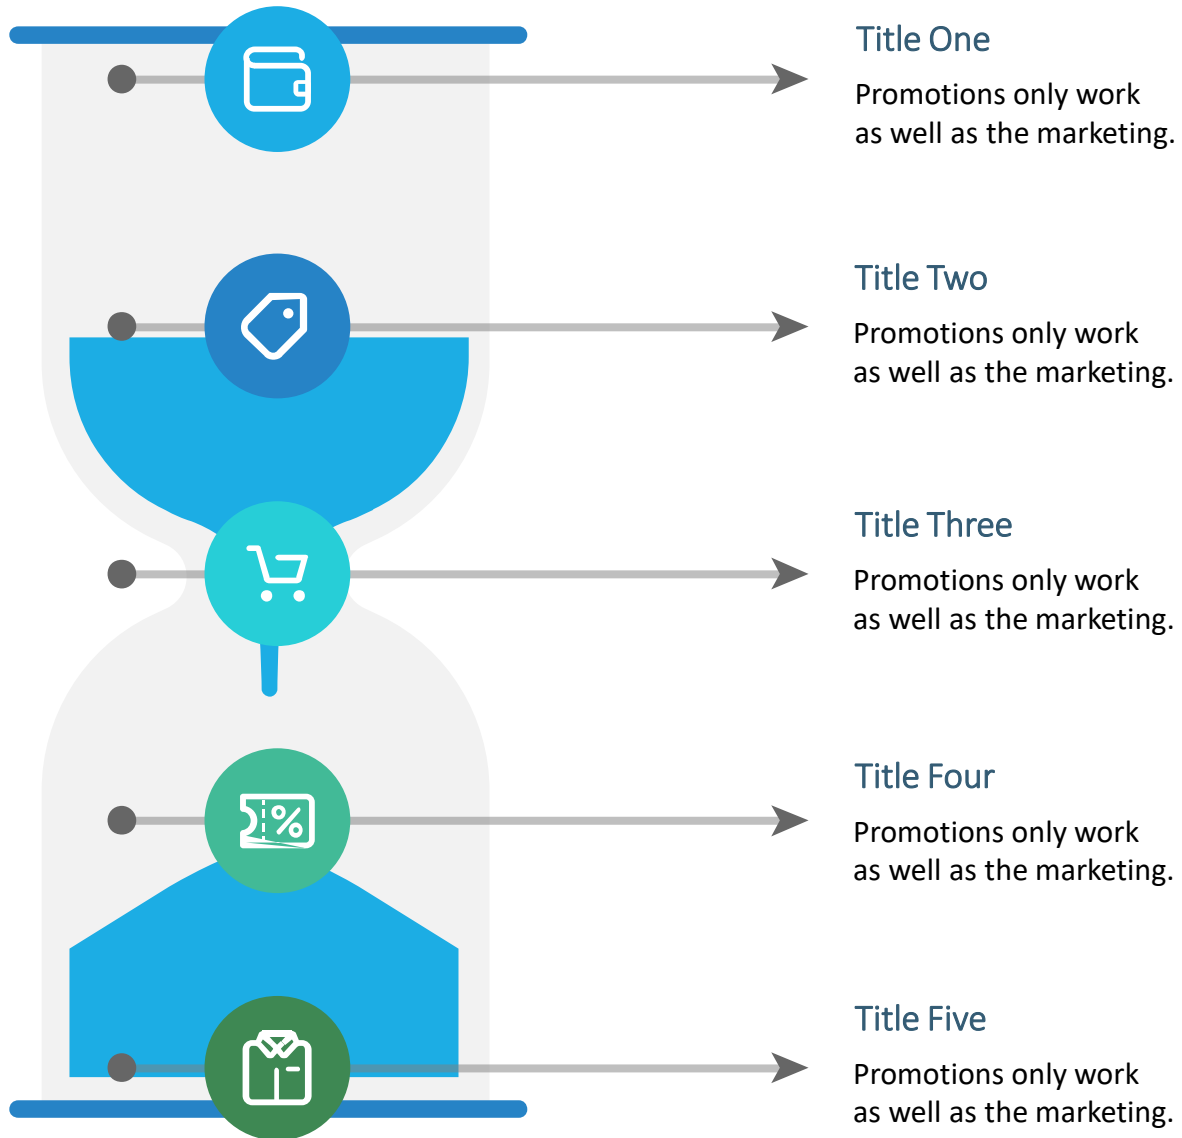 Title One
Promotions only work
as well as the marketing.
Title Two
Promotions only work
as well as the marketing.
Title Three
Promotions only work
as well as the marketing.
%
Title Four
Promotions only work
as well as the marketing.
Title Five
Promotions only work
as well as the marketing.